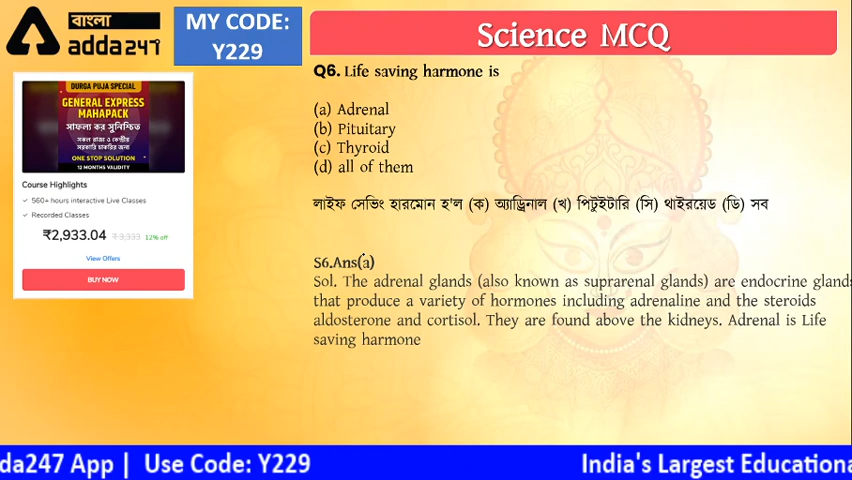 বাংলা
adda247
MY CODE:
Y229
Science MCQ
DURGA PUJA SPECIAL
GENERAL EXPRESS
MAHAPACK
সাফল্য কর সুনিশ্চিত
সকল রাজ্য ও কেন্দ্রীয়
সরকারি চাকরির জন্য
ONE STOP SOLUTION
12 MONTHS VALIDITY
Course Highlights
560+ hours interactive Live Classes
Recorded Classes
₹2,933.04 ₹3,333 12% off
View Offers
BUY NOW
Q6. Life saving harmone is
(a) Adrenal
(b) Pituitary
(c) Thyroid
(d) all of them
লাইফ সেভিং হারমোন হ'ল (ক) অ্যাড্রিনাল (খ) পিটুইটারি (সি) থাইরয়েড (ডি) সব
S6.Ans(a)
Sol. The adrenal glands (also known as suprarenal glands) are endocrine glands
that produce a variety of hormones including adrenaline and the steroids
aldosterone and cortisol. They are found above the kidneys. Adrenal is Life
saving harmone
da247 App | Use Code: Y229
India's Largest Educationa